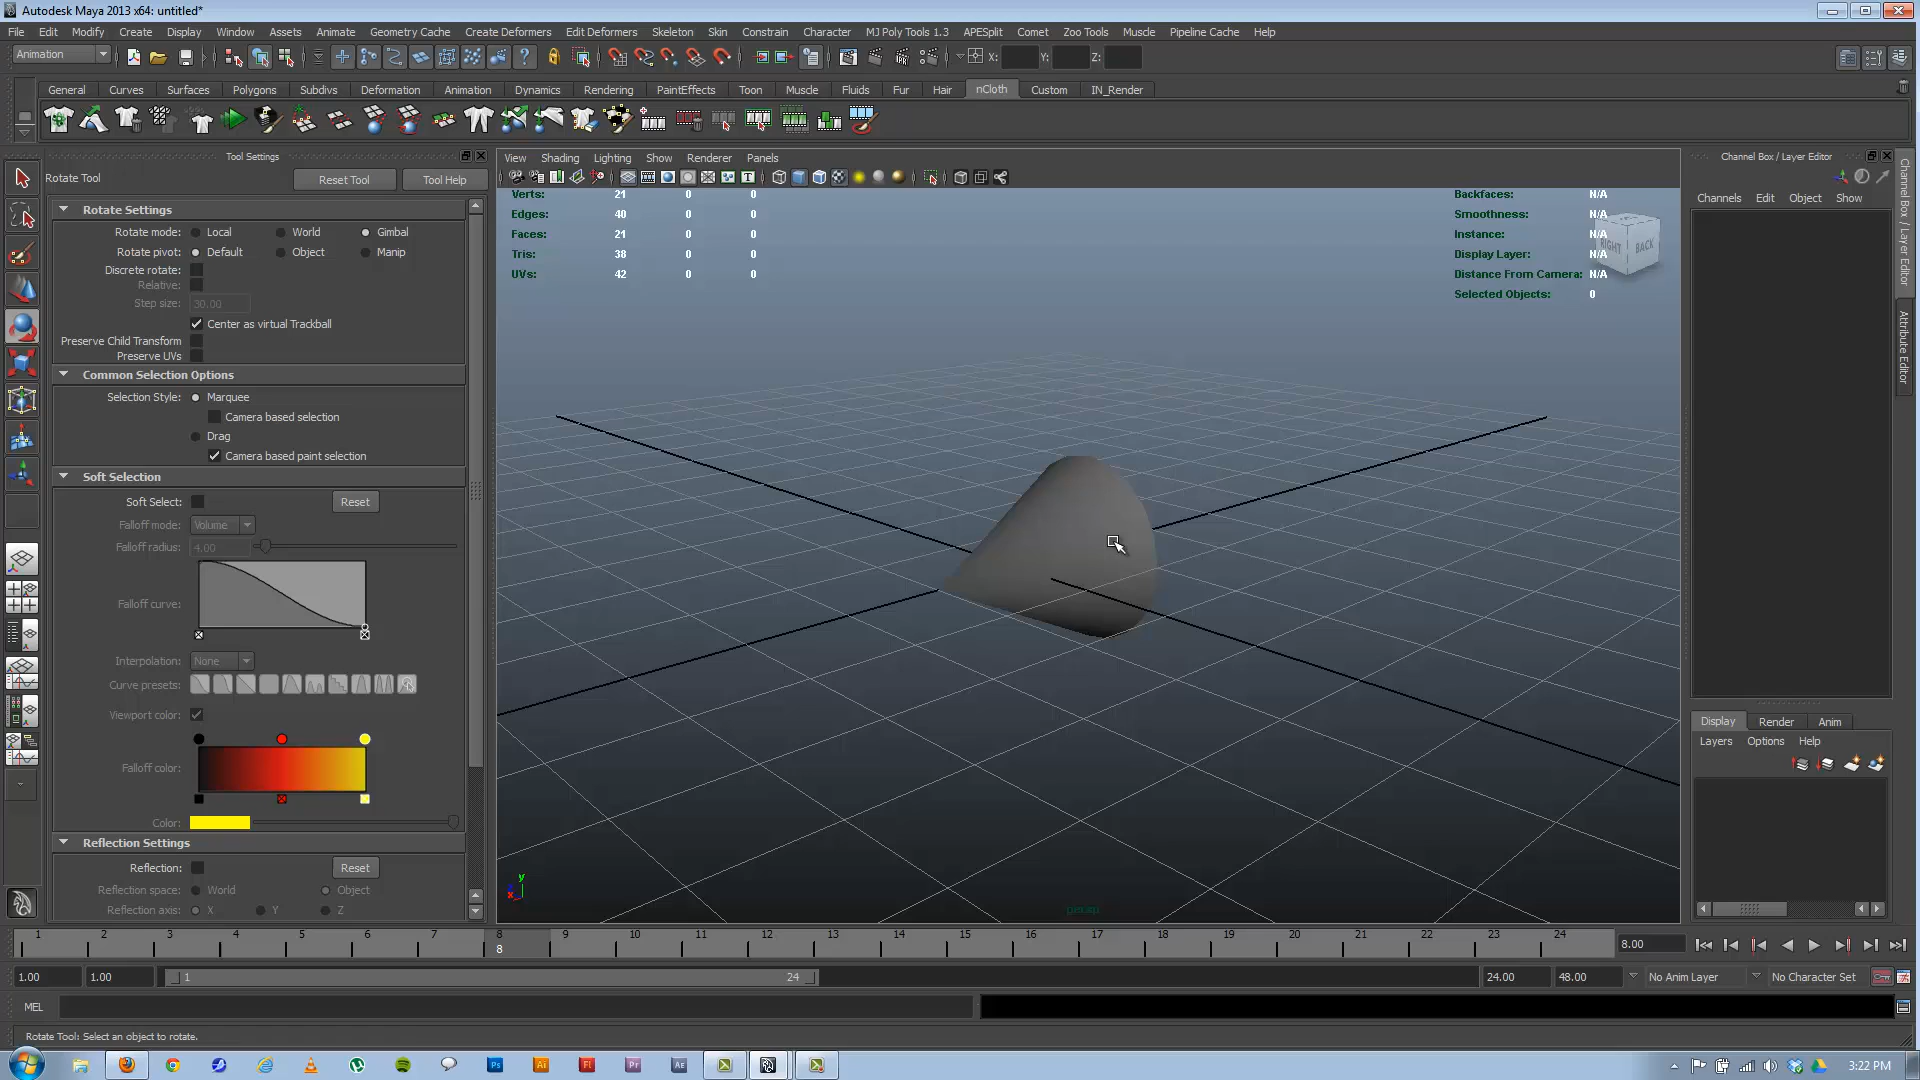 Autodesk Maya 2013 x64: untitled*
File Edit Modify Create Display Window Assets Animate Geometry Cache Create Deformers Edit Deformers Skeleton Skin Constrain Character MJ Poly Tools 1.3 APESplit Comet Zoo Tools Muscle Pipeline Cache Help
Animation X: Y: Z:
General Curves Surfaces Polygons Subdivs Deformation Animation Dynamics Rendering PaintEffects Toon Muscle Fluids Fur Hair nCloth Custom IN_Render
Tool Settings
Rotate Tool Reset Tool Tool Help
Rotate Settings
Rotate mode: Local World Gimbal
Rotate pivot: Default Object Manip
Discrete rotate:
Relative:
Step size: 30.00
Center as virtual Trackball
Preserve Child Transform
Preserve UVs
Common Selection Options
Selection Style: Marquee
Camera based selection
Drag
Camera based paint selection
Soft Selection
Soft Select: Reset
Falloff mode: Volume
Falloff radius: 4.00
Falloff curve:
Interpolation: None
Curve presets:
Viewport color:
Falloff color:
Color:
Reflection Settings
Reflection: Reset
Reflection space: World Object
Reflection axis: X Y Z
View Shading Lighting Show Renderer Panels
Verts: 21 0 0
Edges: 40 0 0
Faces: 21 0 0
Tris: 38 0 0
UVs: 42 0 0
Backfaces: N/A
Smoothness: N/A
Instance: N/A
Display Layer: N/A
Distance From Camera: N/A
Selected Objects: 0
RIGHT BACK
y
x
persp
Channel Box / Layer Editor
Channels Edit Object Show
Channel Box / Layer Editor
Attribute Editor
Display Render Anim
Layers Options Help
1 2 3 4 5 6 7 8 9 10 11 12 13 14 15 16 17 18 19 20 21 22 23 24
8
8.00
1.00 1.00 1 24 24.00 48.00 No Anim Layer No Character Set
MEL
Rotate Tool: Select an object to rotate.
Ps Ai Fl Pr Ae
3:22 PM